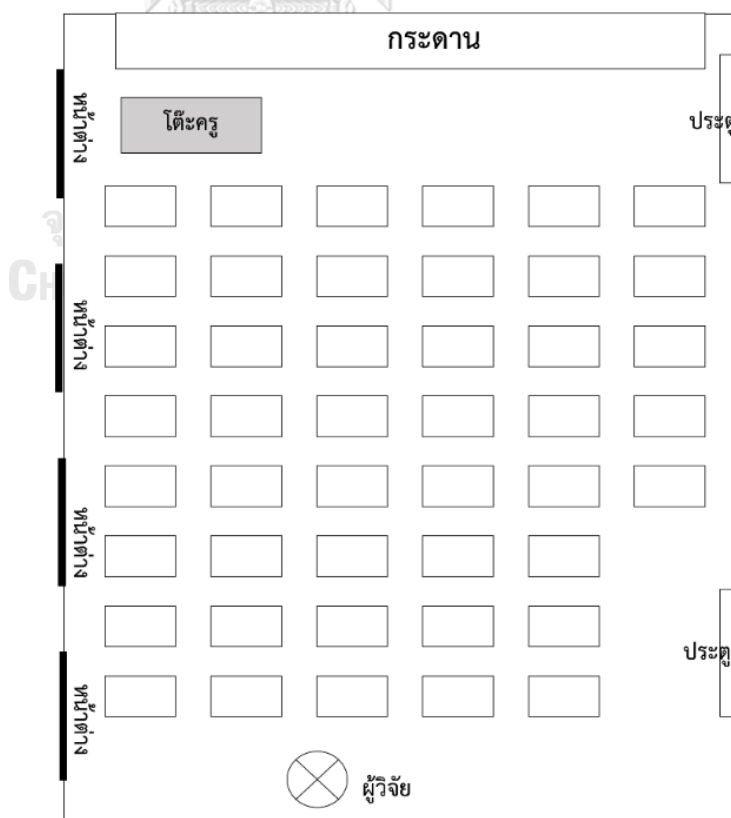 กระดาน
โต๊ะครู
หน้าต่าง
ประตู
หน้าต่าง
หน้าต่าง
ประตู
หน้าต่าง
ผู้วิจัย